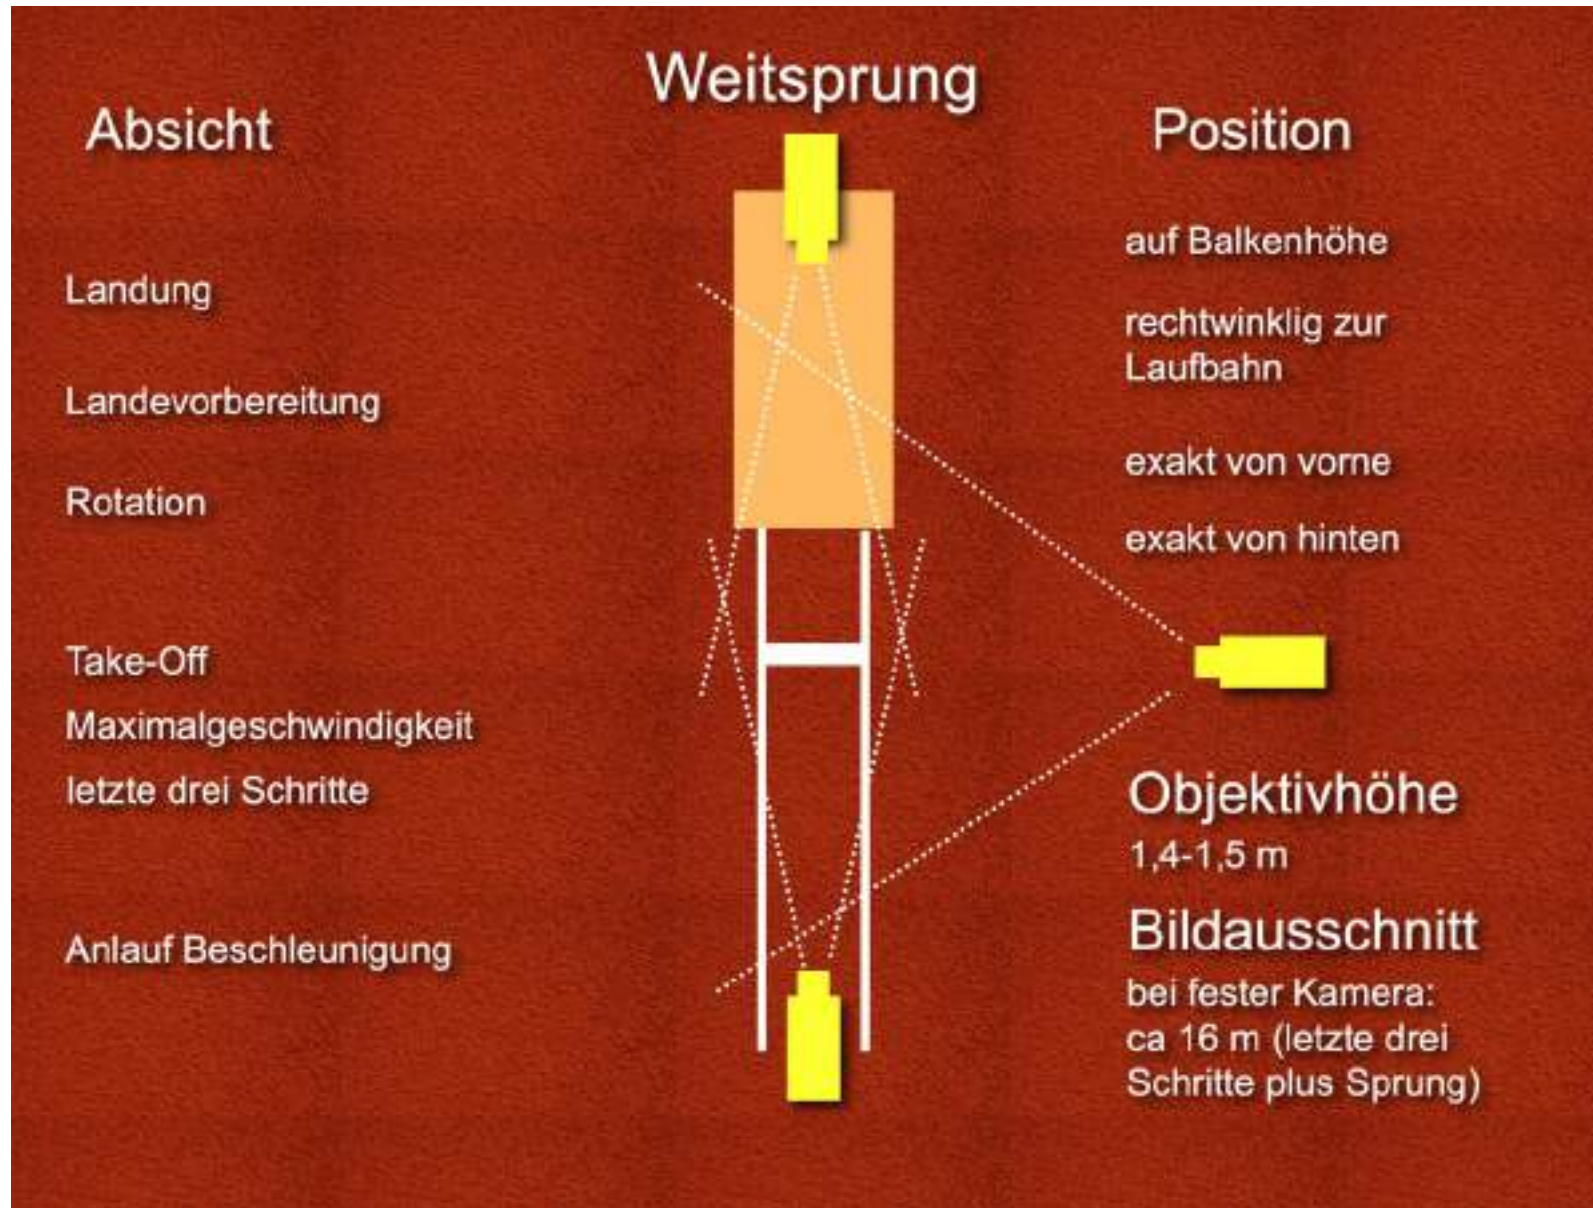 Weitsprung
Absicht
Landung
Landevorbereitung
Rotation
Take-Off
Maximalgeschwindigkeit
letzte drei Schritte
Anlauf Beschleunigung
Position
auf Balkenhöhe
rechtwinklig zur
Laufbahn
exakt von vorne
exakt von hinten
Objektivhöhe
1,4-1,5 m
Bildausschnitt
bei fester Kamera:
ca 16 m (letzte drei
Schritte plus Sprung)